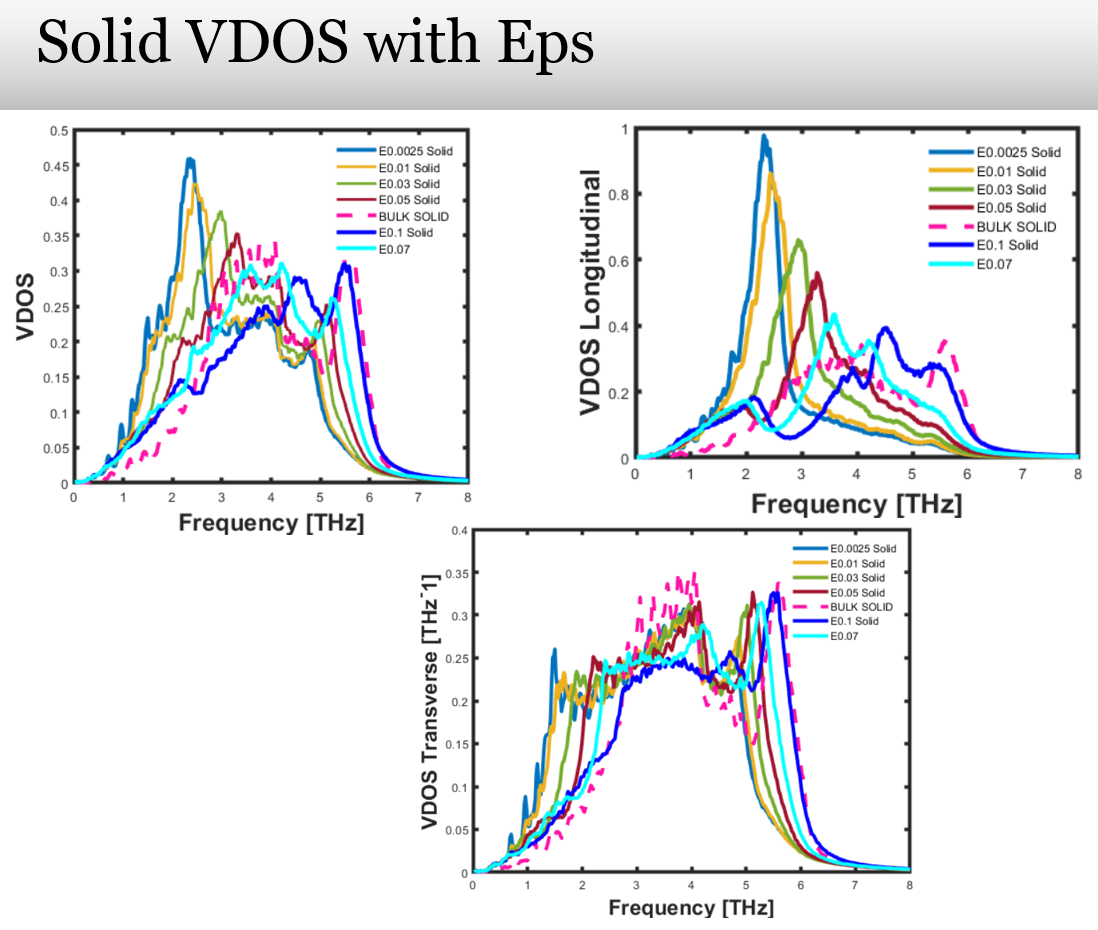 Solid VDOS with Eps
0.5
0.45
0.4
0.35
0.3
0.25
0.2
0.15
0.1
0.05
0
VDOS
E0.0025 Solid
E0.01 Solid
E0.03 Solid
E0.05 Solid
BULK SOLID
E0.1 Solid
E0.07
0 1 2 3 4 5 6 7 8
Frequency [THz]
1
0.8
0.6
0.4
0.2
0
VDOS Longitudinal
E0.0025 Solid
E0.01 Solid
E0.03 Solid
E0.05 Solid
BULK SOLID
E0.1 Solid
E0.07
0 1 2 3 4 5 6 7 8
Frequency [THz]
0.4
0.35
0.3
0.25
0.2
0.15
0.1
0.05
0
VDOS Transverse [THz-1]
E0.0025 Solid
E0.01 Solid
E0.03 Solid
E0.05 Solid
BULK SOLID
E0.1 Solid
E0.07
0 1 2 3 4 5 6 7 8
Frequency [THz]